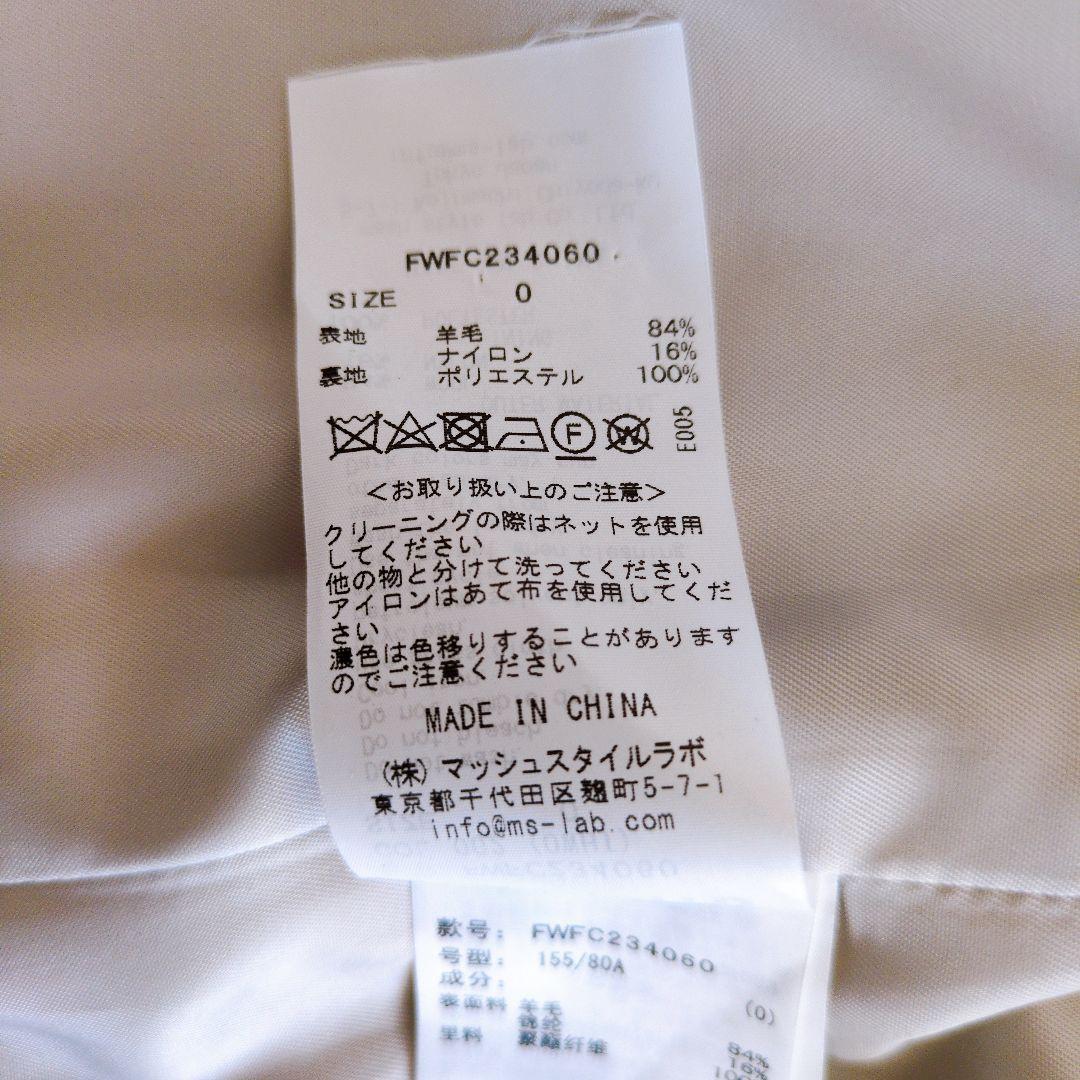 FWFC234060
SIZE 0
表地 羊毛 84%
ナイロン 16%
裏地 ポリエステル 100%
F W E005
<お取り扱い上のご注意>
クリーニングの際はネットを使用
してください
他の物と分けて洗ってください
アイロンはあて布を使用してくだ
さい
濃色は色移りすることがあります
のでご注意ください
MADE IN CHINA
(株)マッシュスタイルラボ
東京都千代田区麹町5-7-1
info@ms-lab.com
款号: FWFC234060
号型: 155/80A (0)
成分:
表面料 羊毛 84%
锦纶 16%
里料 聚酯纤维